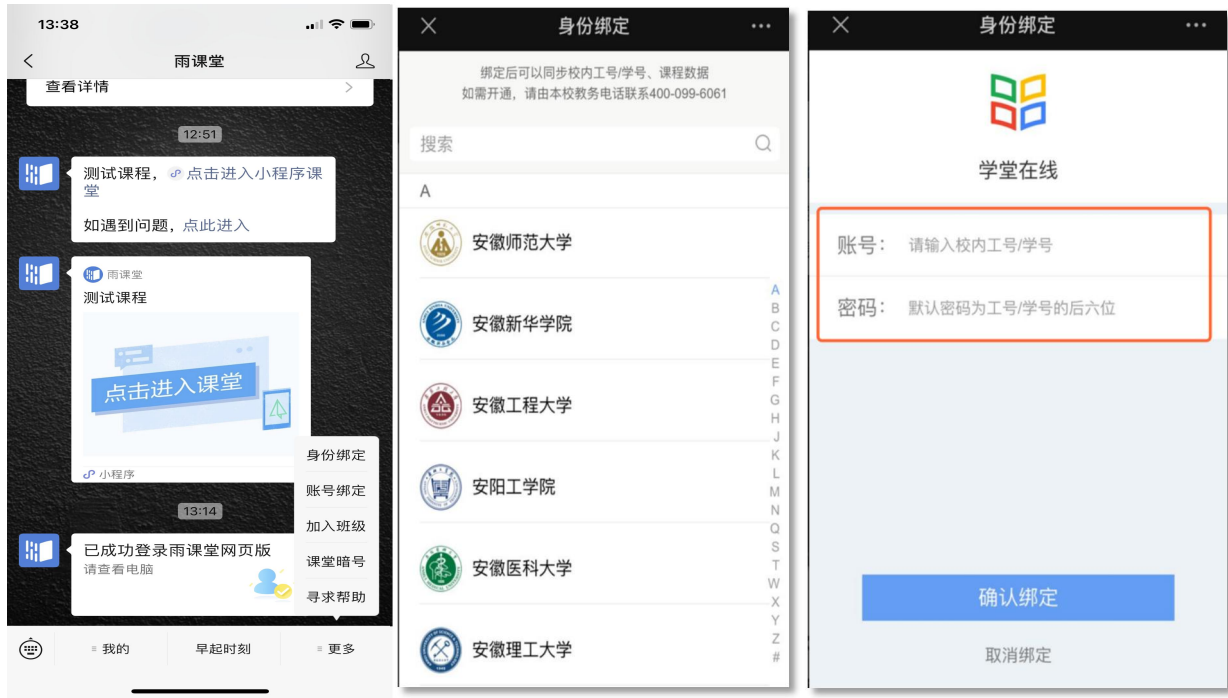 13:38
雨课堂
查看详情
12:51
测试课程，点击进入小程序课
堂
如遇到问题，点此进入
雨课堂
测试课程
点击进入课堂
小程序
13:14
已成功登录雨课堂网页版
请查看电脑
身份绑定
账号绑定
加入班级
课堂暗号
寻求帮助
我的
早起时刻
更多
身份绑定
绑定后可以同步校内工号/学号、课程数据
如需开通，请由本校教务电话联系400-099-6061
搜索
A
安徽师范大学
安徽新华学院
安徽工程大学
安阳工学院
安徽医科大学
安徽理工大学
A
B
C
D
E
F
G
H
J
K
L
M
N
Q
S
T
W
X
Y
Z
#
身份绑定
学堂在线
账号：请输入校内工号/学号
密码：默认密码为工号/学号的后六位
确认绑定
取消绑定